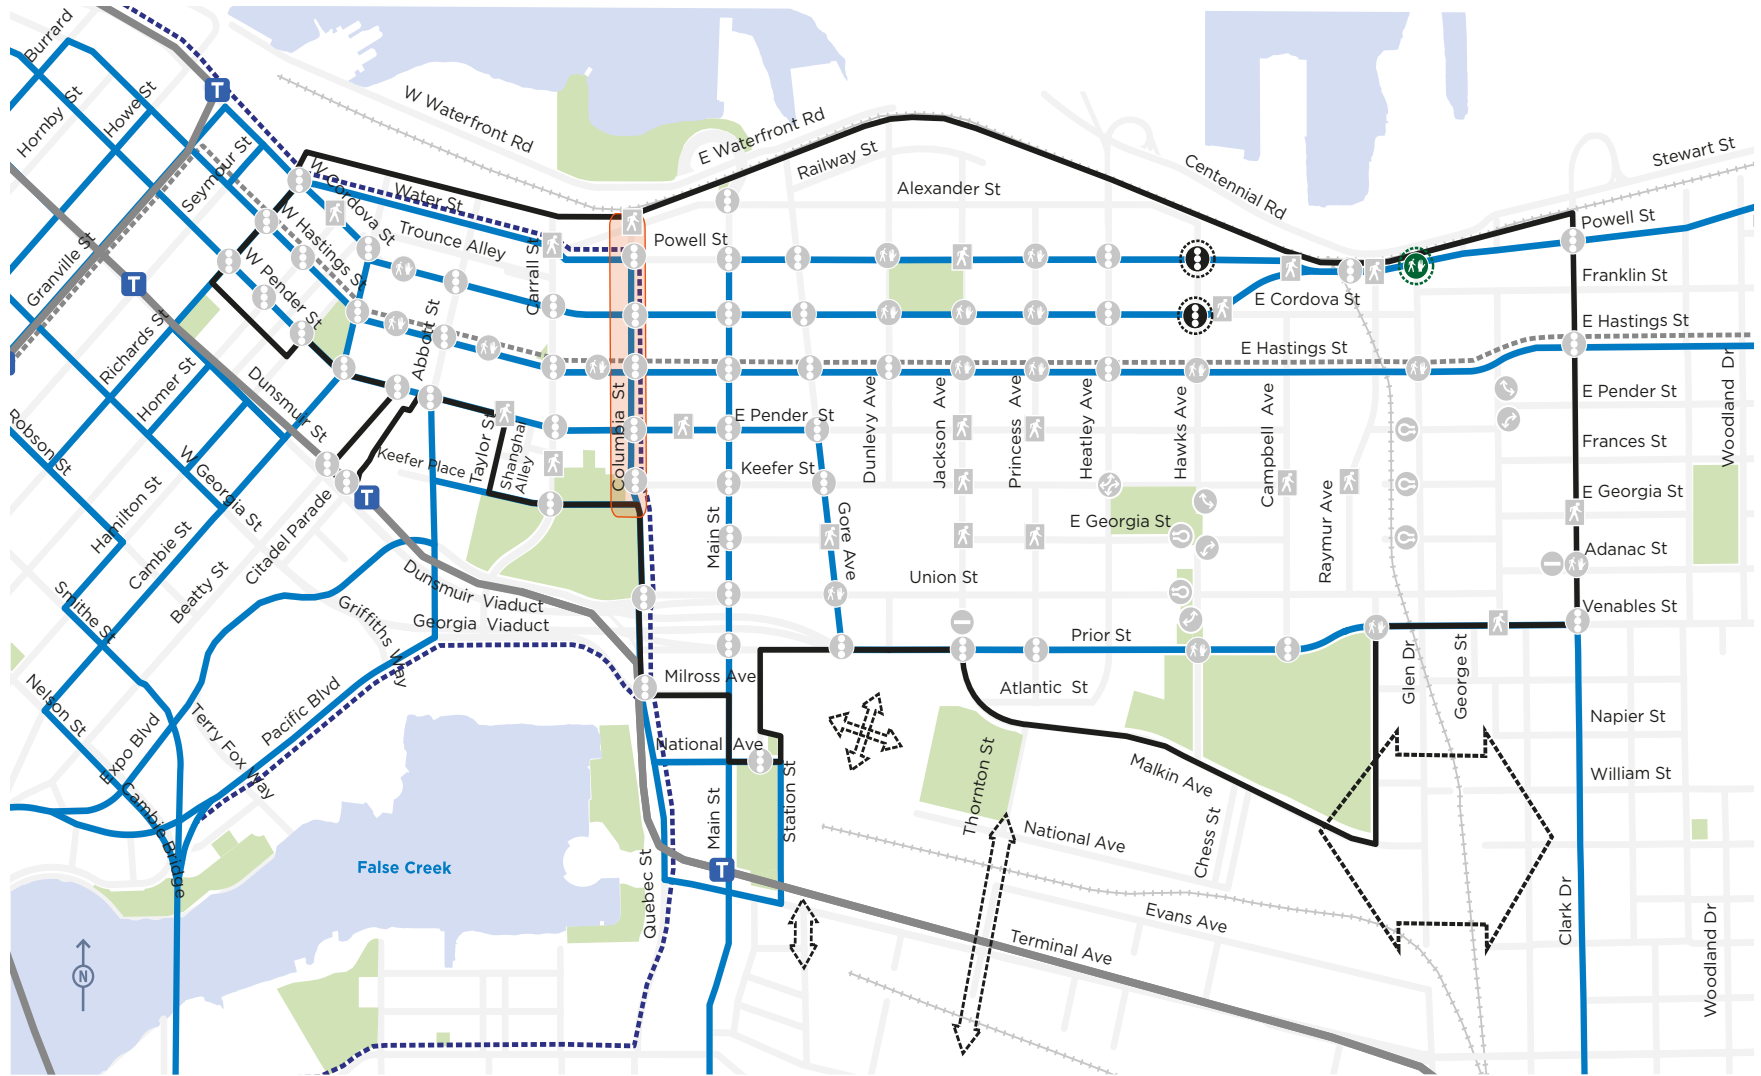 Burrard
Hornby St
Howe St
T
Seymour St
Granville St
T
Richards St
Homer St
Robson St
Hamilton St
W Georgia St
Cambie St
Smithe St
Beatty St
Citadel Parade
Nelson St
Expo Blvd
Terry Fox Way
Pacific Blvd
Cambie Bridge
Griffiths Way
Dunsmuir Viaduct
Georgia Viaduct
Dunsmuir St
T
W Pender St
W Hastings St
W Cordova St
Water St
Trounce Alley
Abbott St
Carrall St
Keefer Place
Taylor St
Shanghai
Alley
Columbia St
W Waterfront Rd
E Waterfront Rd
Railway St
Alexander St
Centennial Rd
Stewart St
Powell St
Powell St
Franklin St
E Cordova St
E Hastings St
E Hastings St
E Pender St
E Pender St
Frances St
Keefer St
E Georgia St
E Georgia St
Adanac St
Union St
Venables St
Prior St
Main St
Gore Ave
Dunlevy Ave
Jackson Ave
Princess Ave
Heatley Ave
Hawks Ave
Campbell Ave
Raymur Ave
Glen Dr
George St
Woodland Dr
Milross Ave
Atlantic St
Napier St
National Ave
William St
Malkin Ave
Thornton St
Chess St
National Ave
Main St
Station St
T
Quebec St
False Creek
Evans Ave
Terminal Ave
Clark Dr
Woodland Dr
N